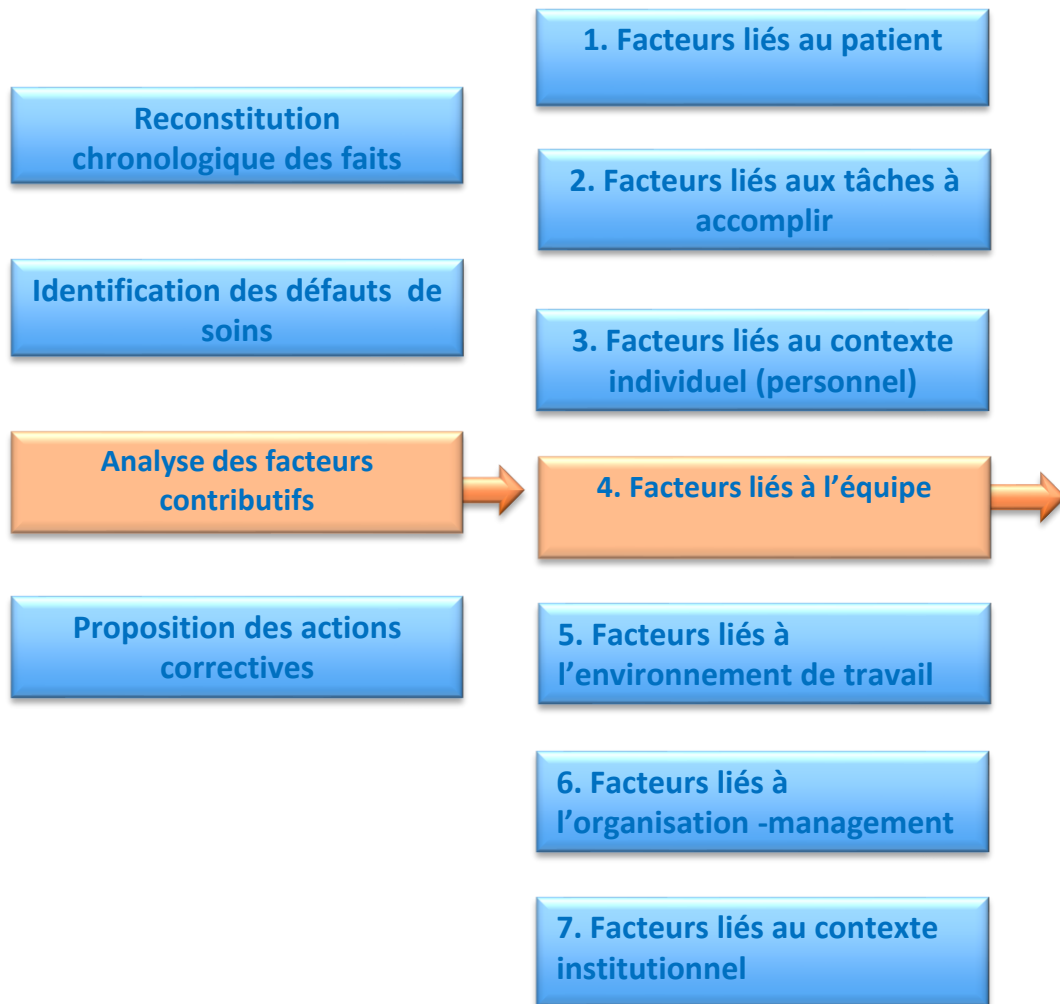 Reconstitution
chronologique des faits
Identification des défauts de
soins
Analyse des facteurs
contributifs
Proposition des actions
correctives
1. Facteurs liés au patient
2. Facteurs liés aux tâches à
accomplir
3. Facteurs liés au contexte
individuel (personnel)
4. Facteurs liés à l’équipe
5. Facteurs liés à
l’environnement de travail
6. Facteurs liés à
l’organisation -management
7. Facteurs liés au contexte
institutionnel